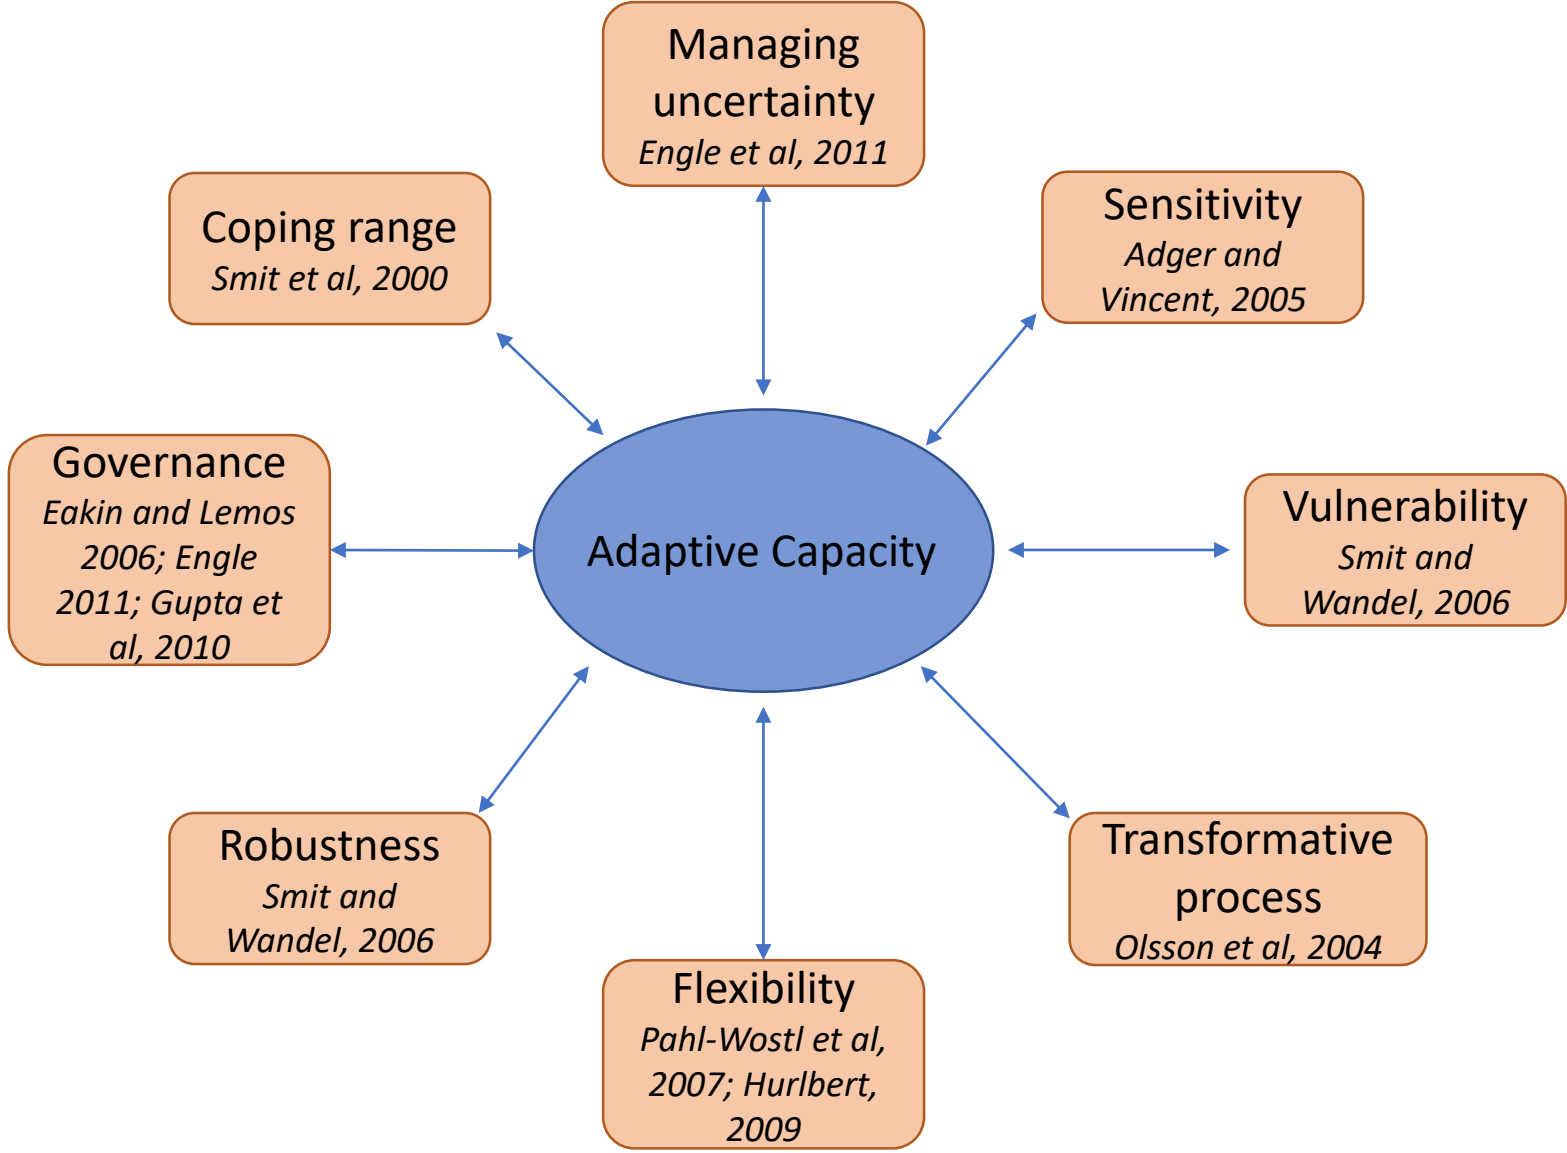 Managing
uncertainty
Engle et al, 2011
Coping range
Smit et al, 2000
Sensitivity
Adger and
Vincent, 2005
Governance
Eakin and Lemos
2006; Engle
2011; Gupta et
al, 2010
Adaptive Capacity
Vulnerability
Smit and
Wandel, 2006
Robustness
Smit and
Wandel, 2006
Transformative
process
Olsson et al, 2004
Flexibility
Pahl-Wostl et al,
2007; Hurlbert,
2009